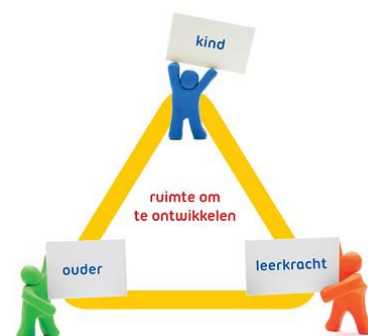 kind
ruimte om
te ontwikkelen
ouder
leerkracht